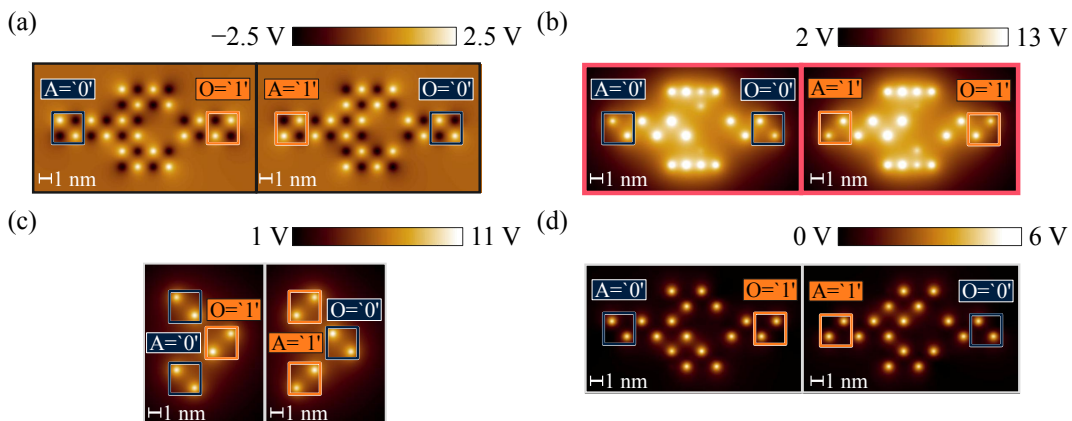 (a)
−2.5 V 2.5 V
A=`0' O=`1' A=`1' O=`0'
1 nm 1 nm
(b)
2 V 13 V
A=`0' O=`0' A=`1' O=`1'
1 nm 1 nm
(c)
1 V 11 V
O=`1' O=`0'
A=`0' A=`1'
1 nm 1 nm
(d)
0 V 6 V
A=`0' O=`1' A=`1' O=`0'
1 nm 1 nm